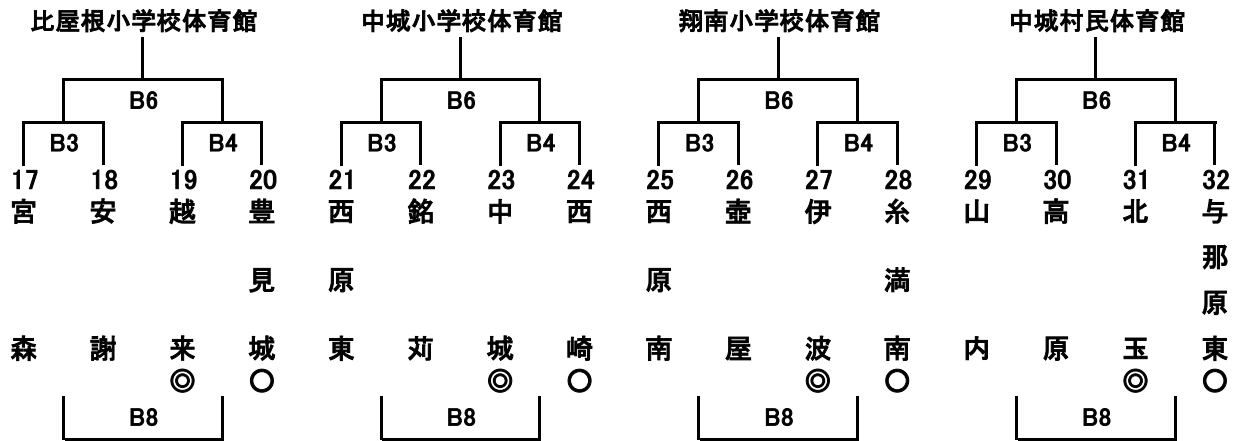 比屋根小学校体育館 中城小学校体育館 翔南小学校体育館 中城村民体育館
B6 B6 B6 B6
B3 B4 B3 B4 B3 B4 B3 B4
17 18 19 20 21 22 23 24 25 26 27 28 29 30 31 32
宮森
安謝
越来◎
豊見城○
西原東
銘苅
中城◎
西崎○
西原南
壺屋
伊波◎
糸満南○
山内
高原
北玉◎
与那原東○
B8 B8 B8 B8